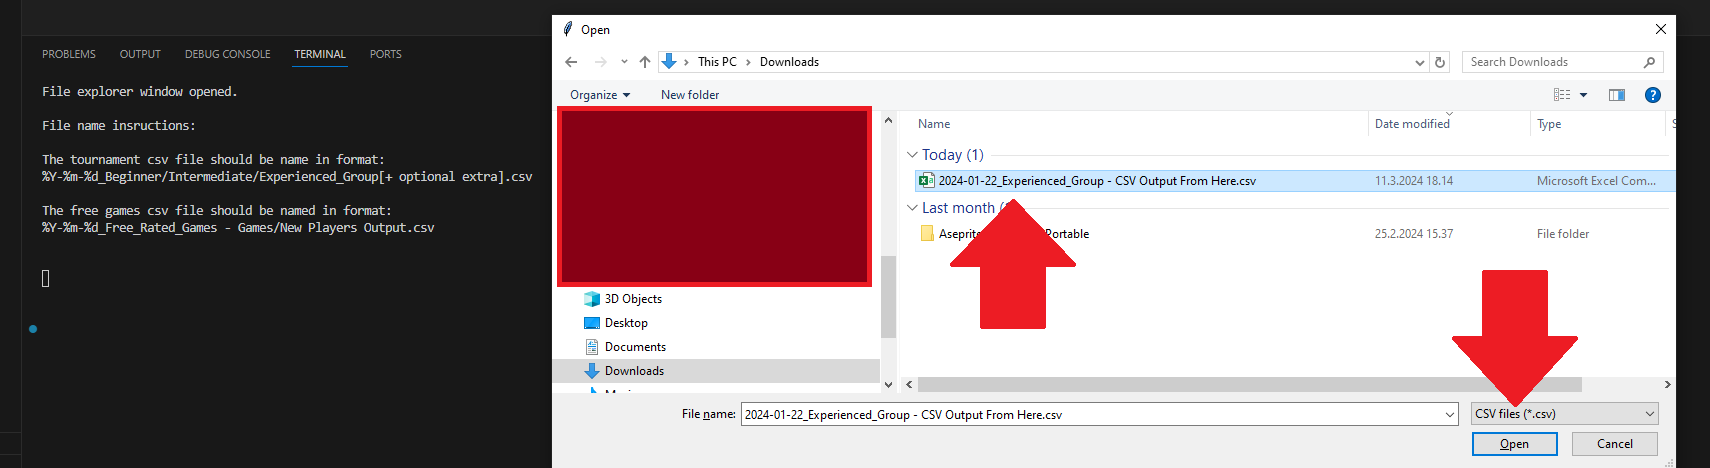 PROBLEMS OUTPUT DEBUG CONSOLE TERMINAL PORTS
File explorer window opened.
File name insructions:
The tournament csv file should be name in format:
%Y-%m-%d_Beginner/Intermediate/Experienced_Group[+ optional extra].csv
The free games csv file should be named in format:
%Y-%m-%d_Free_Rated_Games - Games/New Players Output.csv
Open
This PC > Downloads
Search Downloads
Organize New folder
Name Date modified Type
Today (1)
2024-01-22_Experienced_Group - CSV Output From Here.csv 11.3.2024 18.14 Microsoft Excel Com...
Last month
Aseprite Portable 25.2.2024 15.37 File folder
3D Objects
Desktop
Documents
Downloads
File name: 2024-01-22_Experienced_Group - CSV Output From Here.csv CSV files (*.csv)
Open Cancel